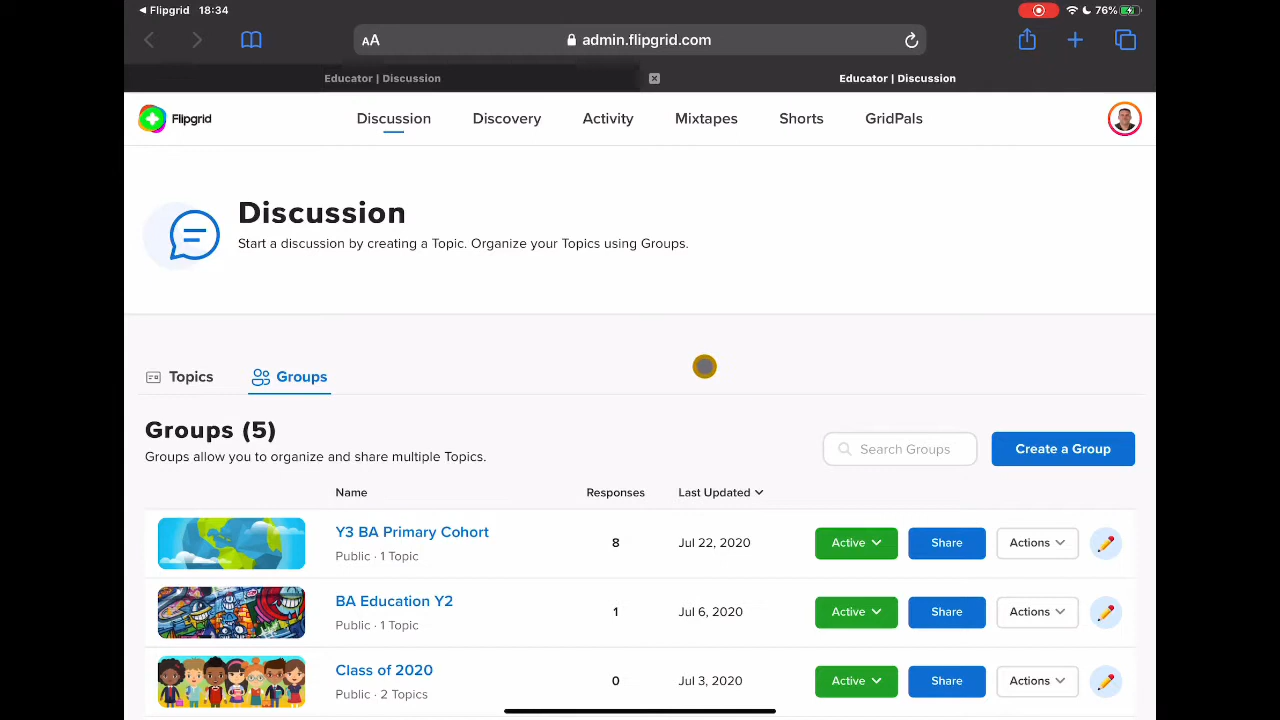 Flipgrid 18:34
76%
AA admin.flipgrid.com
Educator | Discussion Educator | Discussion
Flipgrid Discussion Discovery Activity Mixtapes Shorts GridPals
Discussion
Start a discussion by creating a Topic. Organize your Topics using Groups.
Topics Groups
Groups (5)
Groups allow you to organize and share multiple Topics.
Search Groups Create a Group
Name Responses Last Updated
Y3 BA Primary Cohort
Public · 1 Topic
8 Jul 22, 2020 Active Share Actions
BA Education Y2
Public · 1 Topic
1 Jul 6, 2020 Active Share Actions
Class of 2020
Public · 2 Topics
0 Jul 3, 2020 Active Share Actions